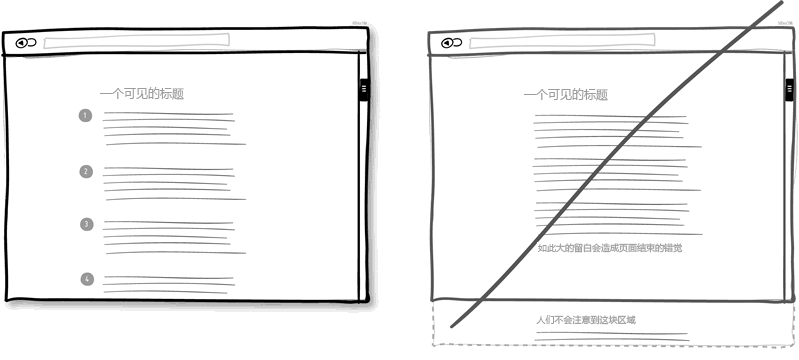 一个可见的标题
1
2
3
4
一个可见的标题
如此大的留白会造成页面结束的错觉
人们不会注意到这块区域